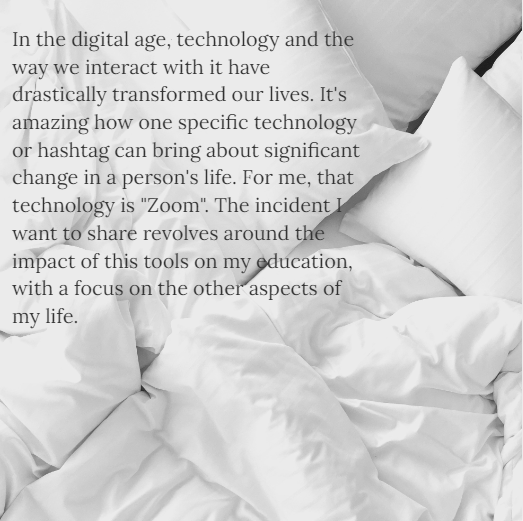 In the digital age, technology and the
way we interact with it have
drastically transformed our lives. It's
amazing how one specific technology
or hashtag can bring about significant
change in a person's life. For me, that
technology is "Zoom". The incident I
want to share revolves around the
impact of this tools on my education,
with a focus on the other aspects of
my life.